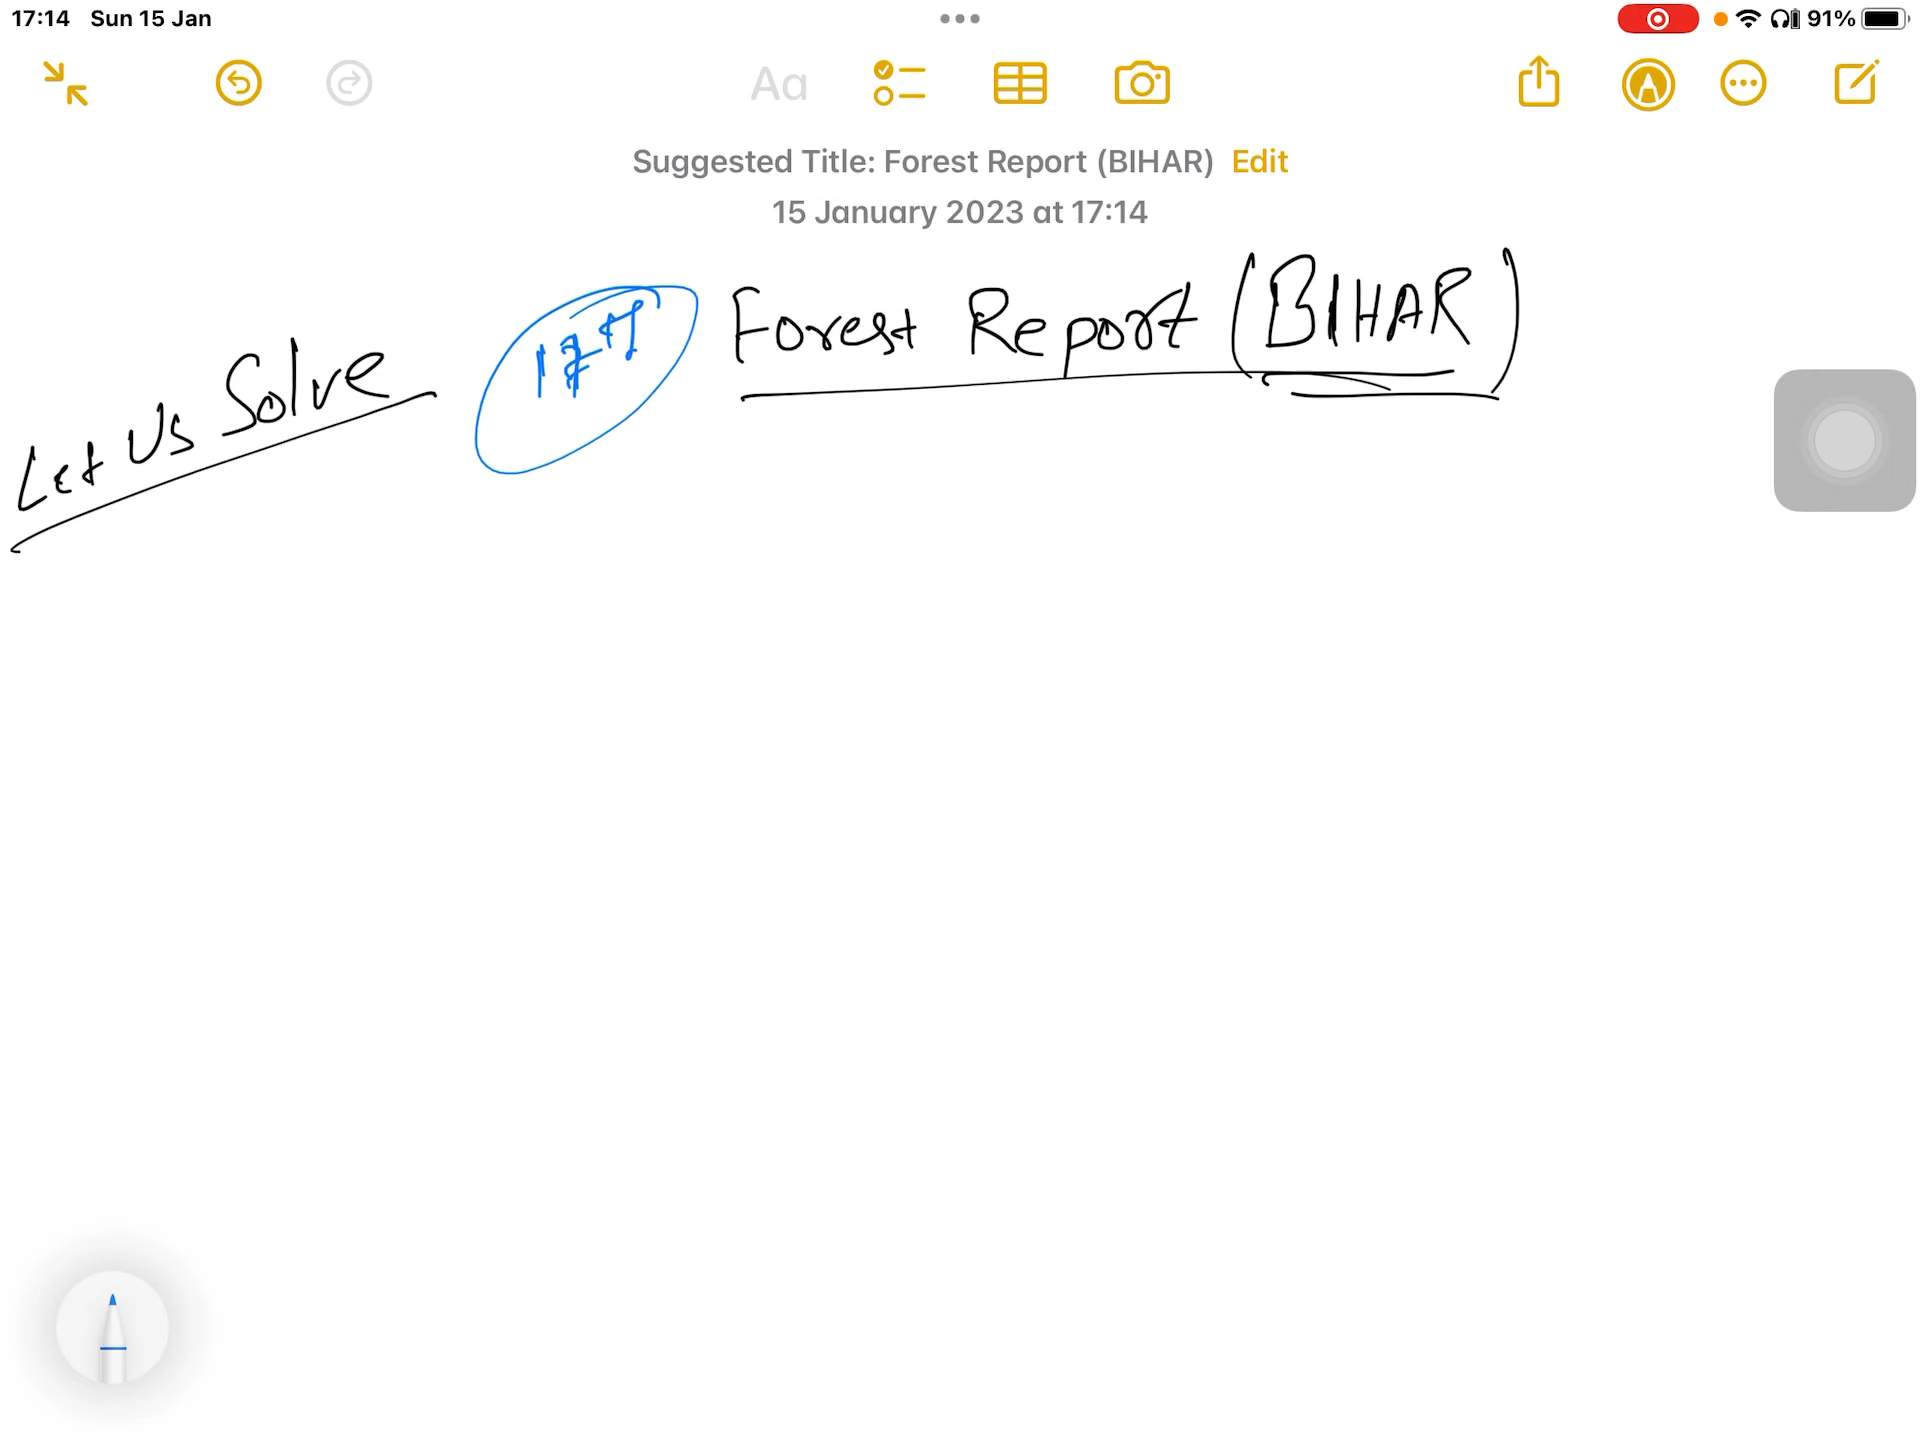 17:14 Sun 15 Jan
91%
Aa
Suggested Title: Forest Report (BIHAR) Edit
15 January 2023 at 17:14
Let Us Solve
17th Forest Report (BIHAR)